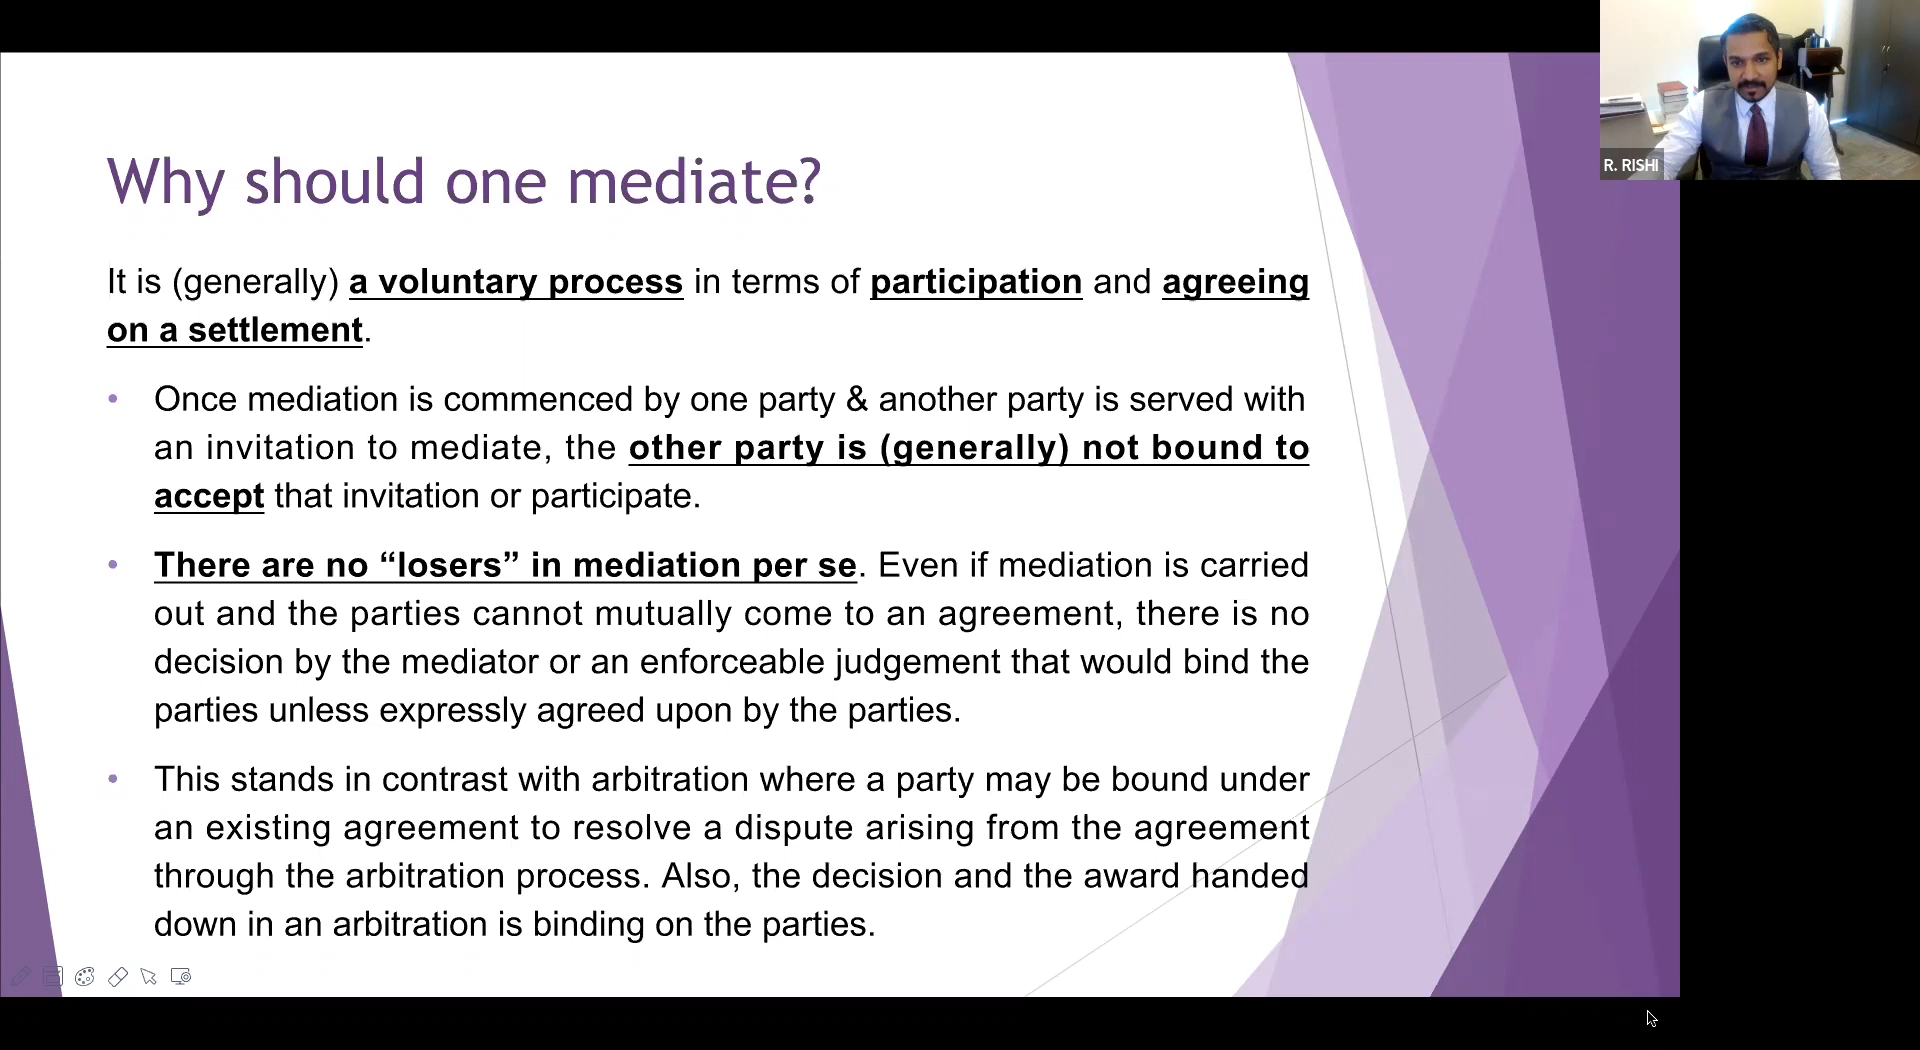 Why should one mediate?
It is (generally) a voluntary process in terms of participation and agreeing
on a settlement.
• Once mediation is commenced by one party & another party is served with
an invitation to mediate, the other party is (generally) not bound to
accept that invitation or participate.
• There are no “losers” in mediation per se. Even if mediation is carried
out and the parties cannot mutually come to an agreement, there is no
decision by the mediator or an enforceable judgement that would bind the
parties unless expressly agreed upon by the parties.
• This stands in contrast with arbitration where a party may be bound under
an existing agreement to resolve a dispute arising from the agreement
through the arbitration process. Also, the decision and the award handed
down in an arbitration is binding on the parties.
R. RISHI